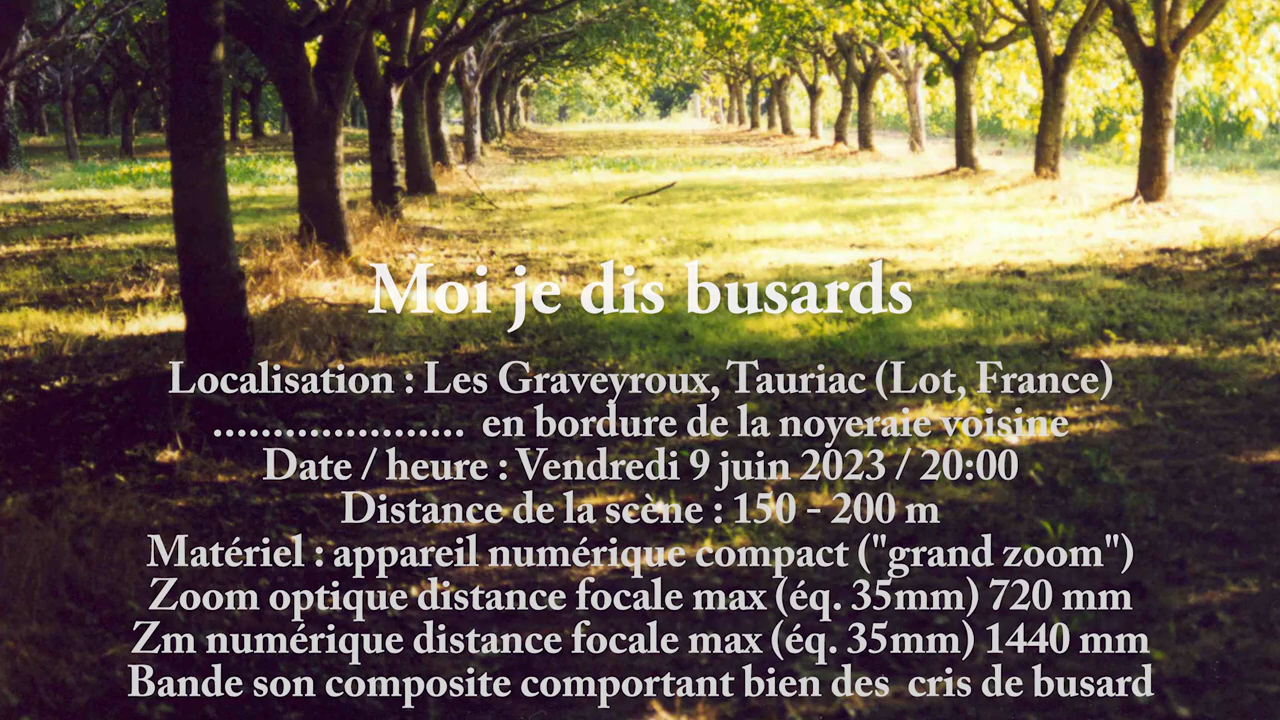 Moi je dis busards
Localisation : Les Graveyroux, Tauriac (Lot, France)
..................... en bordure de la noyeraie voisine
Date / heure : Vendredi 9 juin 2023 / 20:00
Distance de la scène : 150 - 200 m
Matériel : appareil numérique compact ("grand zoom")
Zoom optique distance focale max (éq. 35mm) 720 mm
Zm numérique distance focale max (éq. 35mm) 1440 mm
Bande son composite comportant bien des  cris de busard